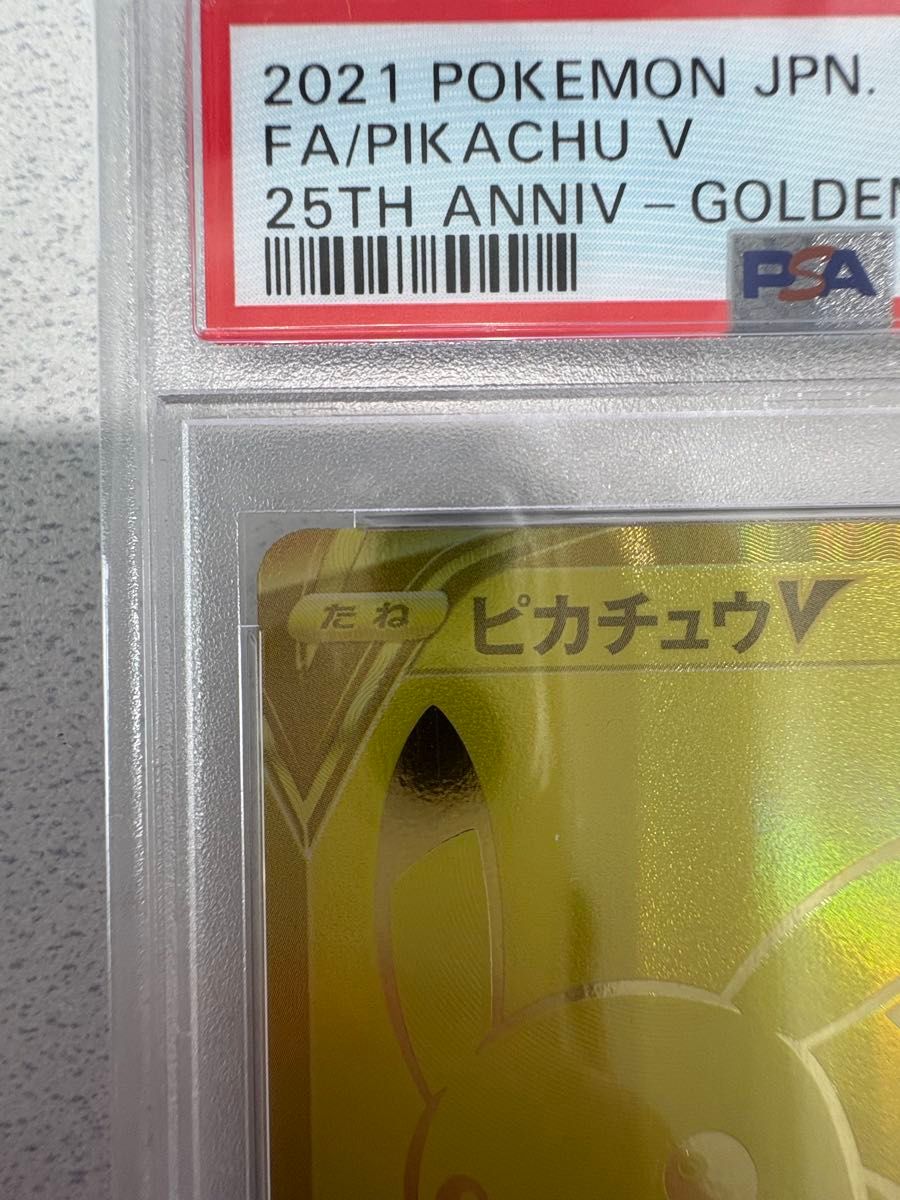 2021 POKEMON JPN.
FA/PIKACHU V
25TH ANNIV - GOLDEN
PSA
たね ピカチュウV